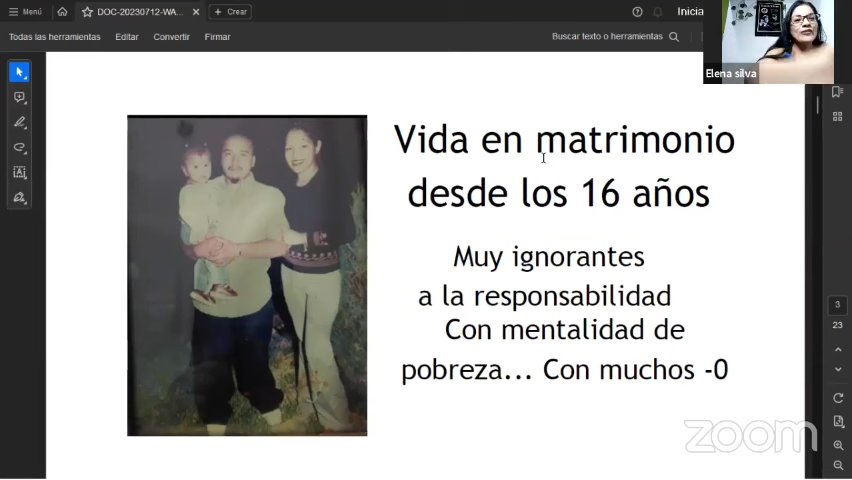 Menú
DOC-20230712-WA...
Crear
Inicia
Todas las herramientas
Editar
Convertir
Firmar
Buscar texto o herramientas
Elena silva
Vida en matrimonio
desde los 16 años
Muy ignorantes
a la responsabilidad
Con mentalidad de
pobreza... Con muchos -0
3
23
zoom